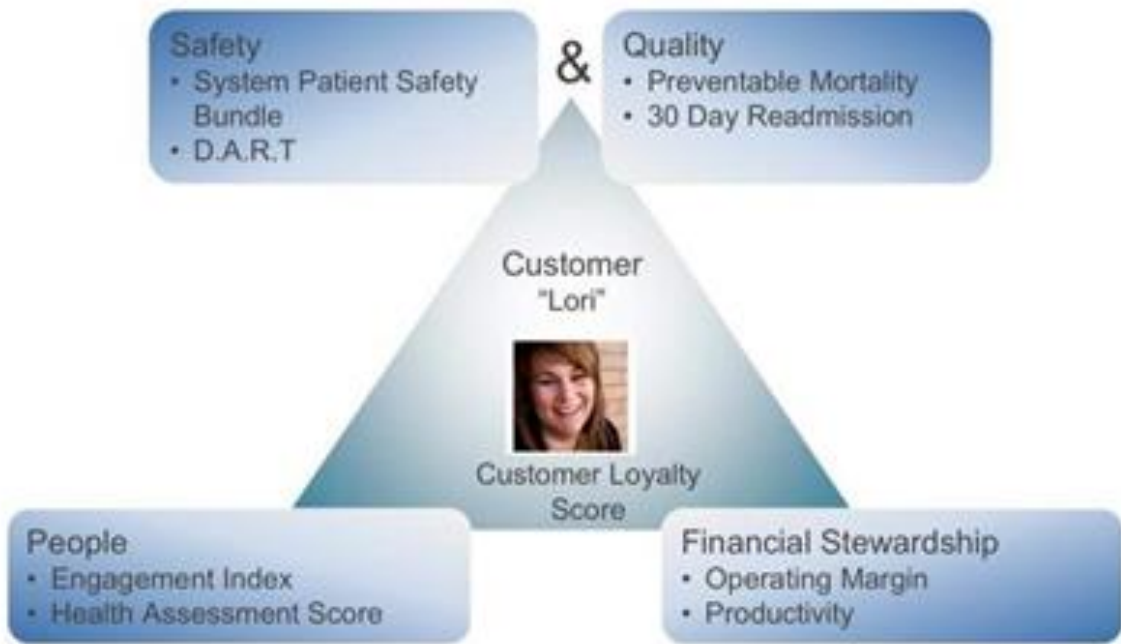 Safety
• System Patient Safety
Bundle
• D.A.R.T
&
Quality
• Preventable Mortality
• 30 Day Readmission
Customer
"Lori"
Customer Loyalty
Score
People
• Engagement Index
• Health Assessment Score
Financial Stewardship
• Operating Margin
• Productivity